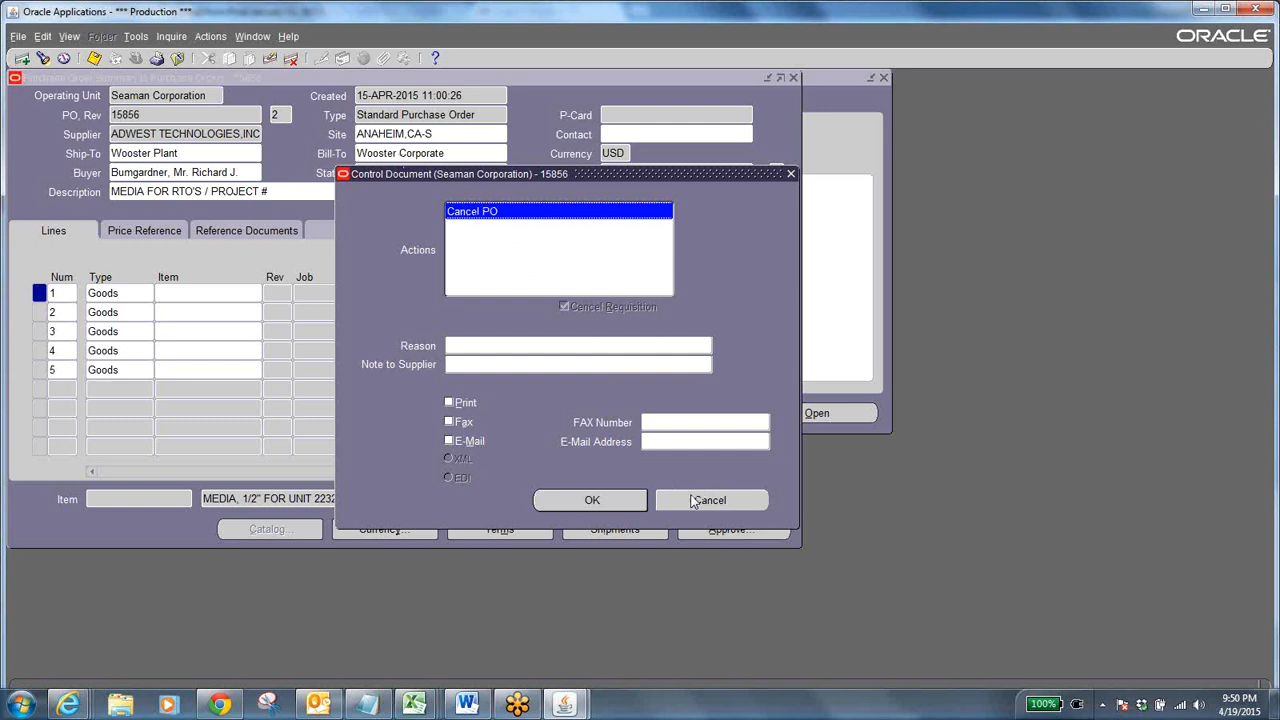 Oracle Applications - *** Production ***
File Edit View Folder Tools Inquire Actions Window Help
ORACLE
15856
Operating Unit Seaman Corporation Created 15-APR-2015 11:00:26
PO, Rev 15856 2 Type Standard Purchase Order P-Card
Supplier ADWEST TECHNOLOGIES,INC Site ANAHEIM,CA-S Contact
Ship-To Wooster Plant Bill-To Wooster Corporate Currency USD
Buyer Bumgardner, Mr. Richard J.
Description MEDIA FOR RTO'S / PROJECT #
Control Document (Seaman Corporation) - 15856
Cancel PO
Actions
Cancel Requisition
Reason
Note to Supplier
Print
Fax FAX Number
E-Mail E-Mail Address
XML
EDI
OK Cancel
Lines Price Reference Reference Documents
Num Type Item Rev Job
1 Goods
2 Goods
3 Goods
4 Goods
5 Goods
Open
Item MEDIA, 1/2" FOR UNIT 2232
Catalog... Currency... Terms Shipments Approve...
100%
9:50 PM
4/19/2015